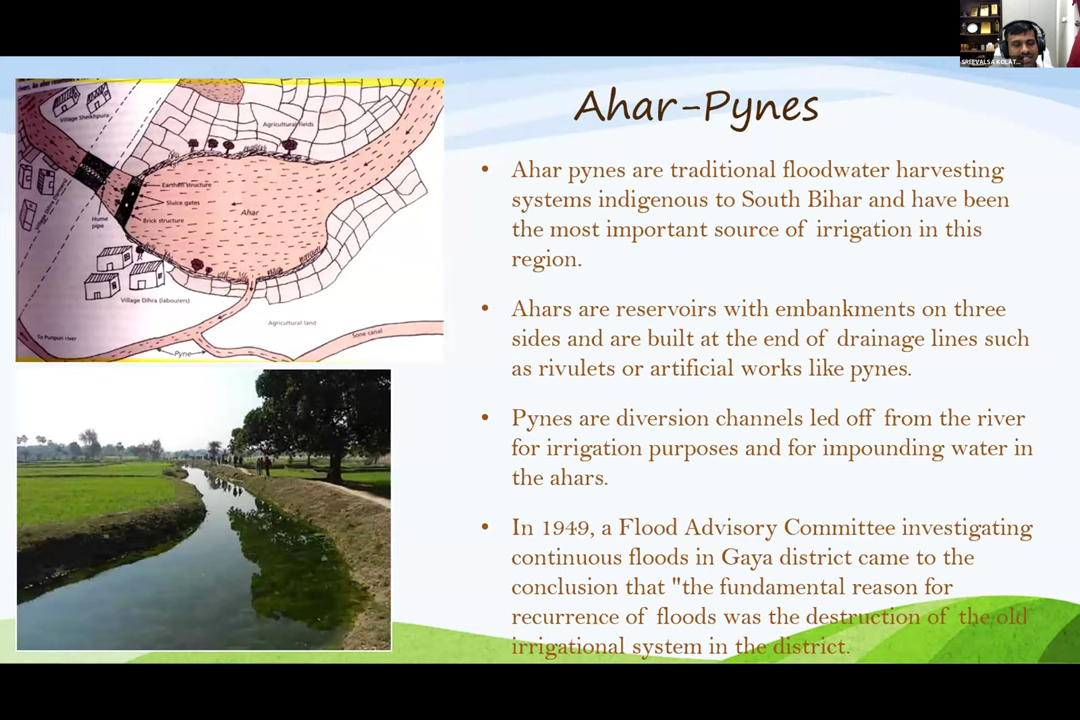 SREEVALSA KOLAT...
Ahar-Pynes
Village Sheikhpura
Agricultural fields
Earthen structure
Sluice gates
Ahar
Hume
pipe
Brick structure
Village Dihra (labourers)
Agricultural land
To Punpun river
Pyne
Sone canal
• Ahar pynes are traditional floodwater harvesting
systems indigenous to South Bihar and have been
the most important source of irrigation in this
region.
• Ahars are reservoirs with embankments on three
sides and are built at the end of drainage lines such
as rivulets or artificial works like pynes.
• Pynes are diversion channels led off from the river
for irrigation purposes and for impounding water in
the ahars.
• In 1949, a Flood Advisory Committee investigating
continuous floods in Gaya district came to the
conclusion that "the fundamental reason for
recurrence of floods was the destruction of the old
irrigational system in the district.